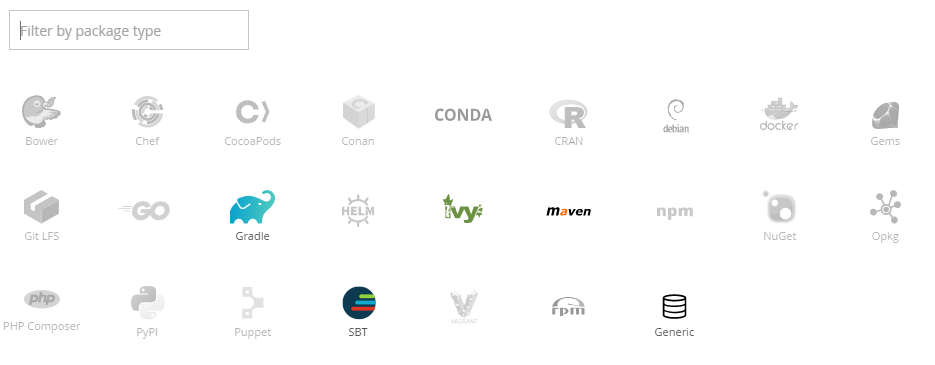 Filter by package type
CONDA
debian
docker
Bower
Chef
CocoaPods
Conan
CRAN
Gems
GO
HELM
ivy
maven
npm
Git LFS
Gradle
NuGet
Opkg
php
VAGRANT
rpm
PHP Composer
PyPI
Puppet
SBT
Generic